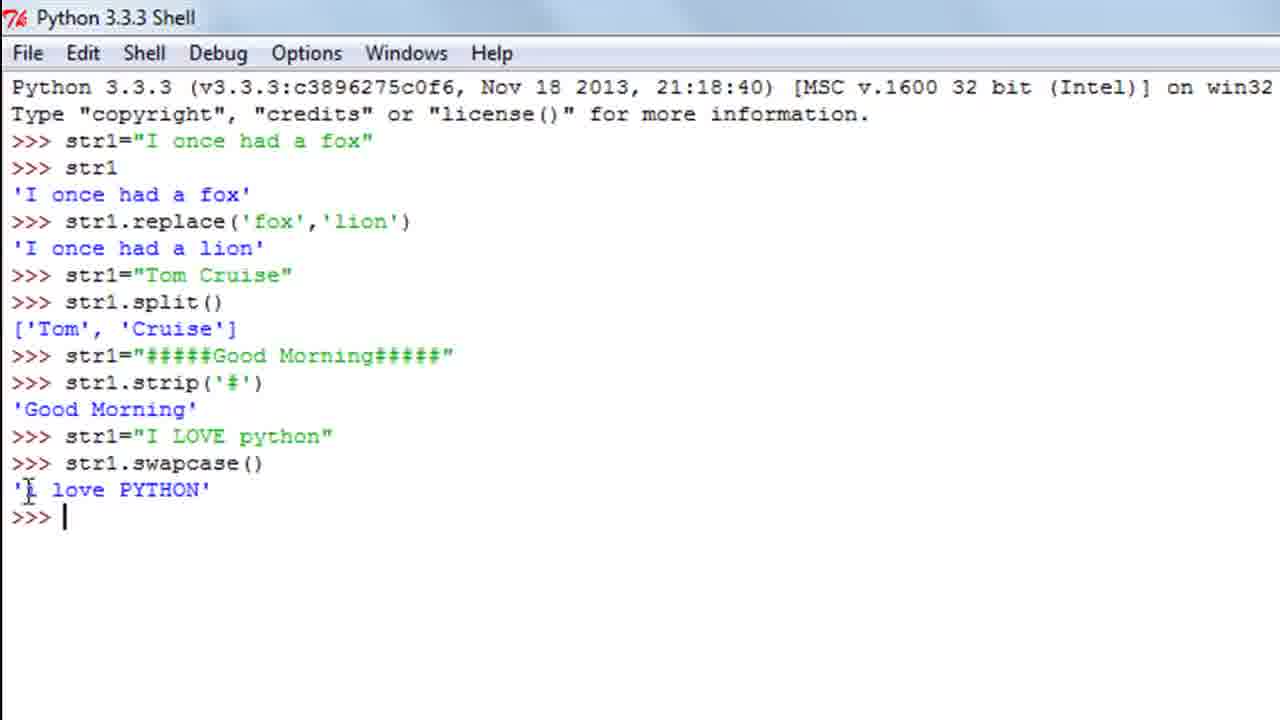 Python 3.3.3 Shell
File Edit Shell Debug Options Windows Help
Python 3.3.3 (v3.3.3:c3896275c0f6, Nov 18 2013, 21:18:40) [MSC v.1600 32 bit (Intel)] on win32
Type "copyright", "credits" or "license()" for more information.
>>> str1="I once had a fox"
>>> str1
'I once had a fox'
>>> str1.replace('fox','lion')
'I once had a lion'
>>> str1="Tom Cruise"
>>> str1.split()
['Tom', 'Cruise']
>>> str1="#####Good Morning#####"
>>> str1.strip('#')
'Good Morning'
>>> str1="I LOVE python"
>>> str1.swapcase()
'i love PYTHON'
>>>